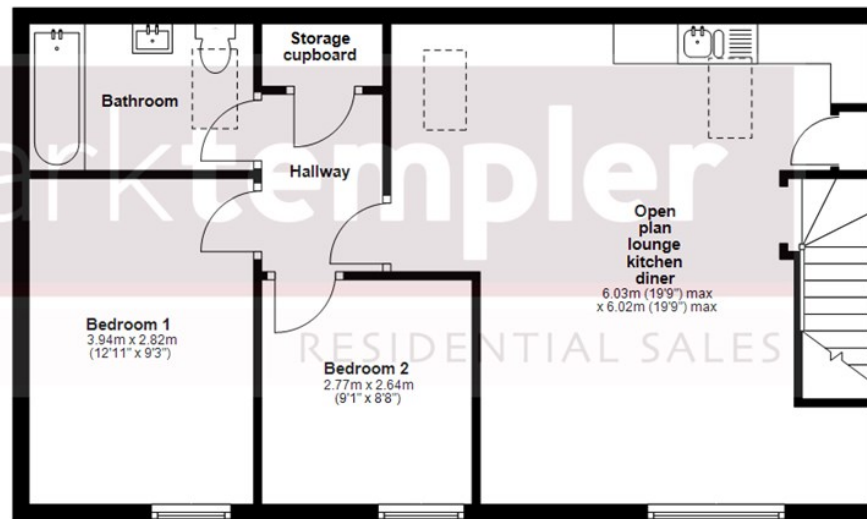 Storage
cupboard
Bathroom
Hallway
Open
plan
lounge
kitchen
diner
6.03m (19'9") max
x 6.02m (19'9") max
Bedroom 1
3.94m x 2.82m
(12'11" x 9'3")
Bedroom 2
2.77m x 2.64m
(9'1" x 8'8")
arktempler
RESIDENTIAL SALES